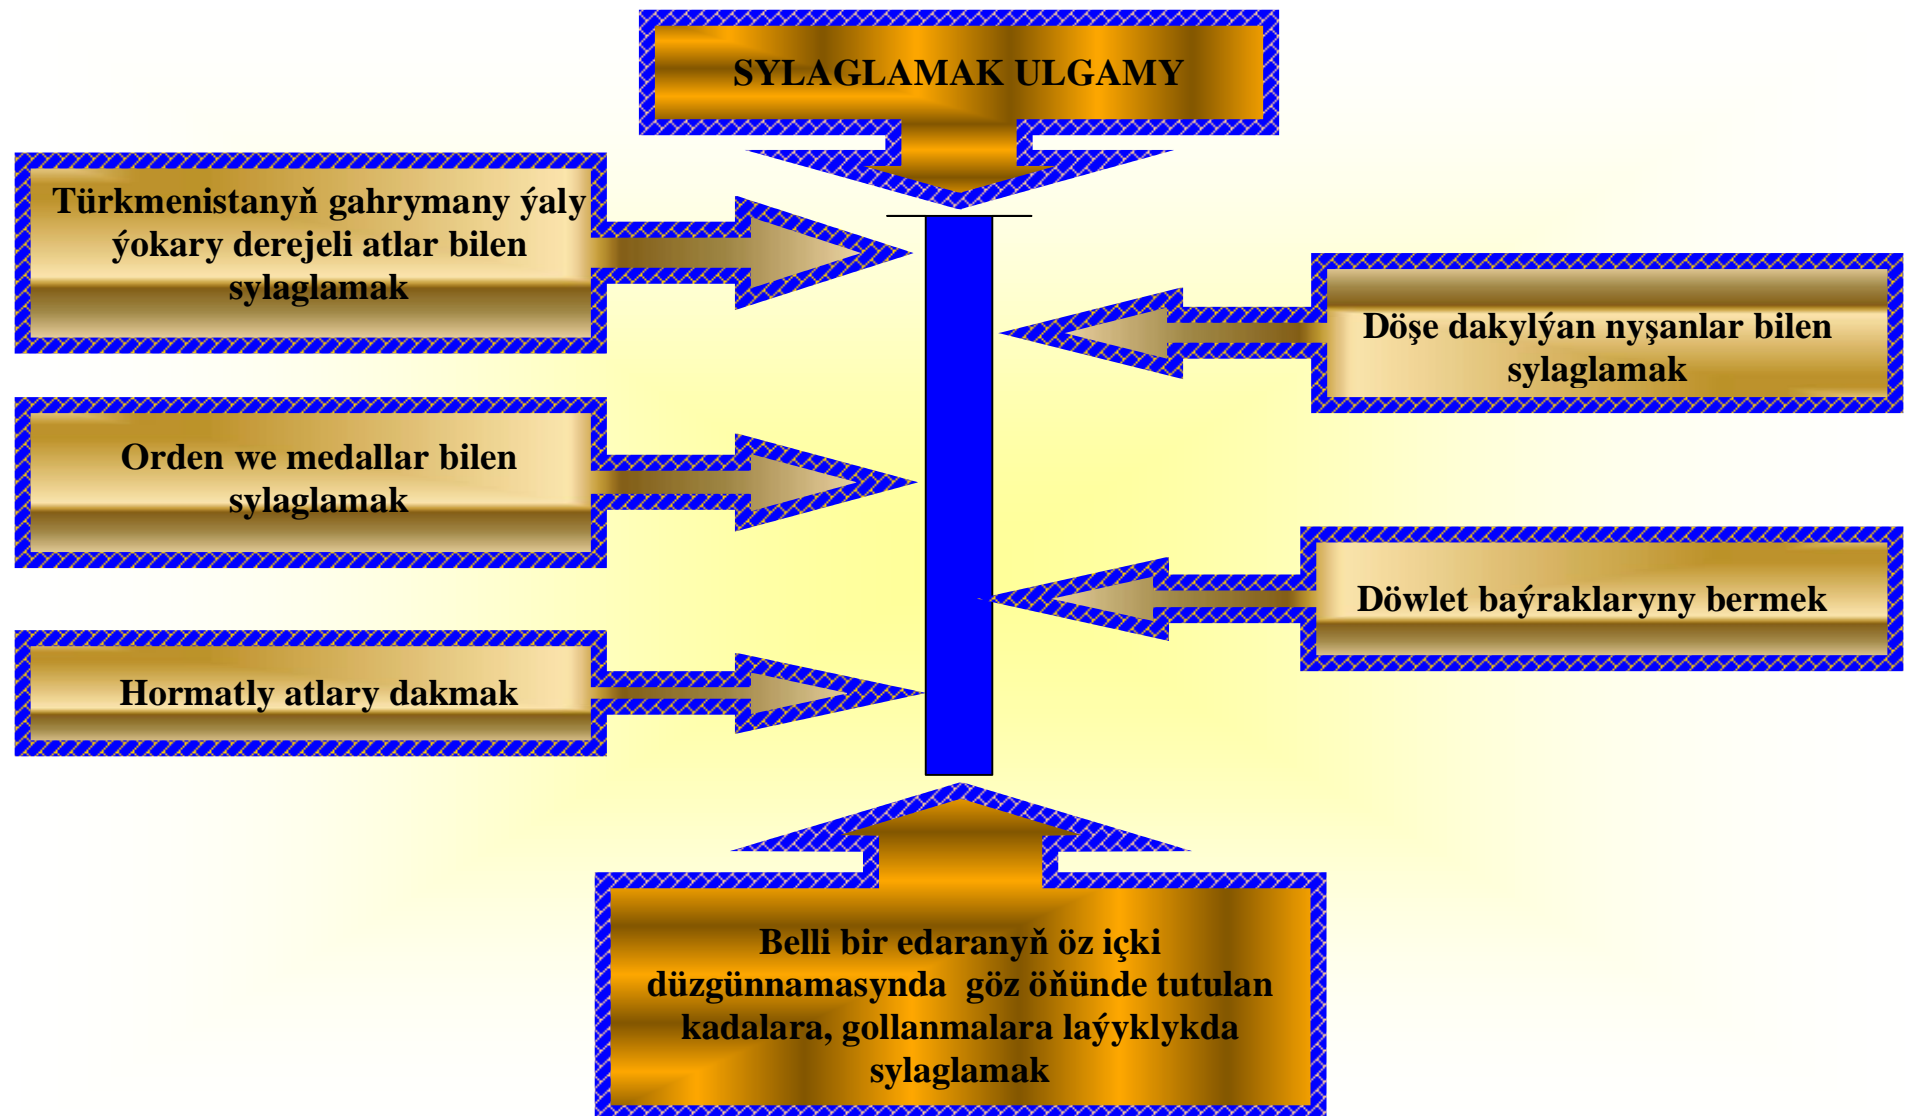 SYLAGLAMAK ULGAMY
Türkmenistanyň gahrymany ýaly
ýokary derejeli atlar bilen
sylaglamak
Döşe dakylýan nyşanlar bilen
sylaglamak
Orden we medallar bilen
sylaglamak
Döwlet baýraklaryny bermek
Hormatly atlary dakmak
Belli bir edaranyň öz içki
düzgünnamasynda göz öňünde tutulan
kadalara, gollanmalara laýyklykda
sylaglamak